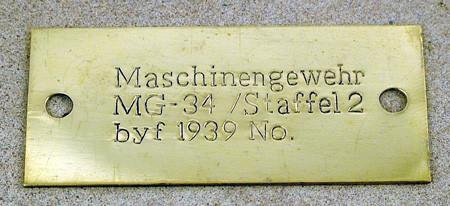 Maschinengewehr
MG-34 /Staffel 2
byf 1939 No.